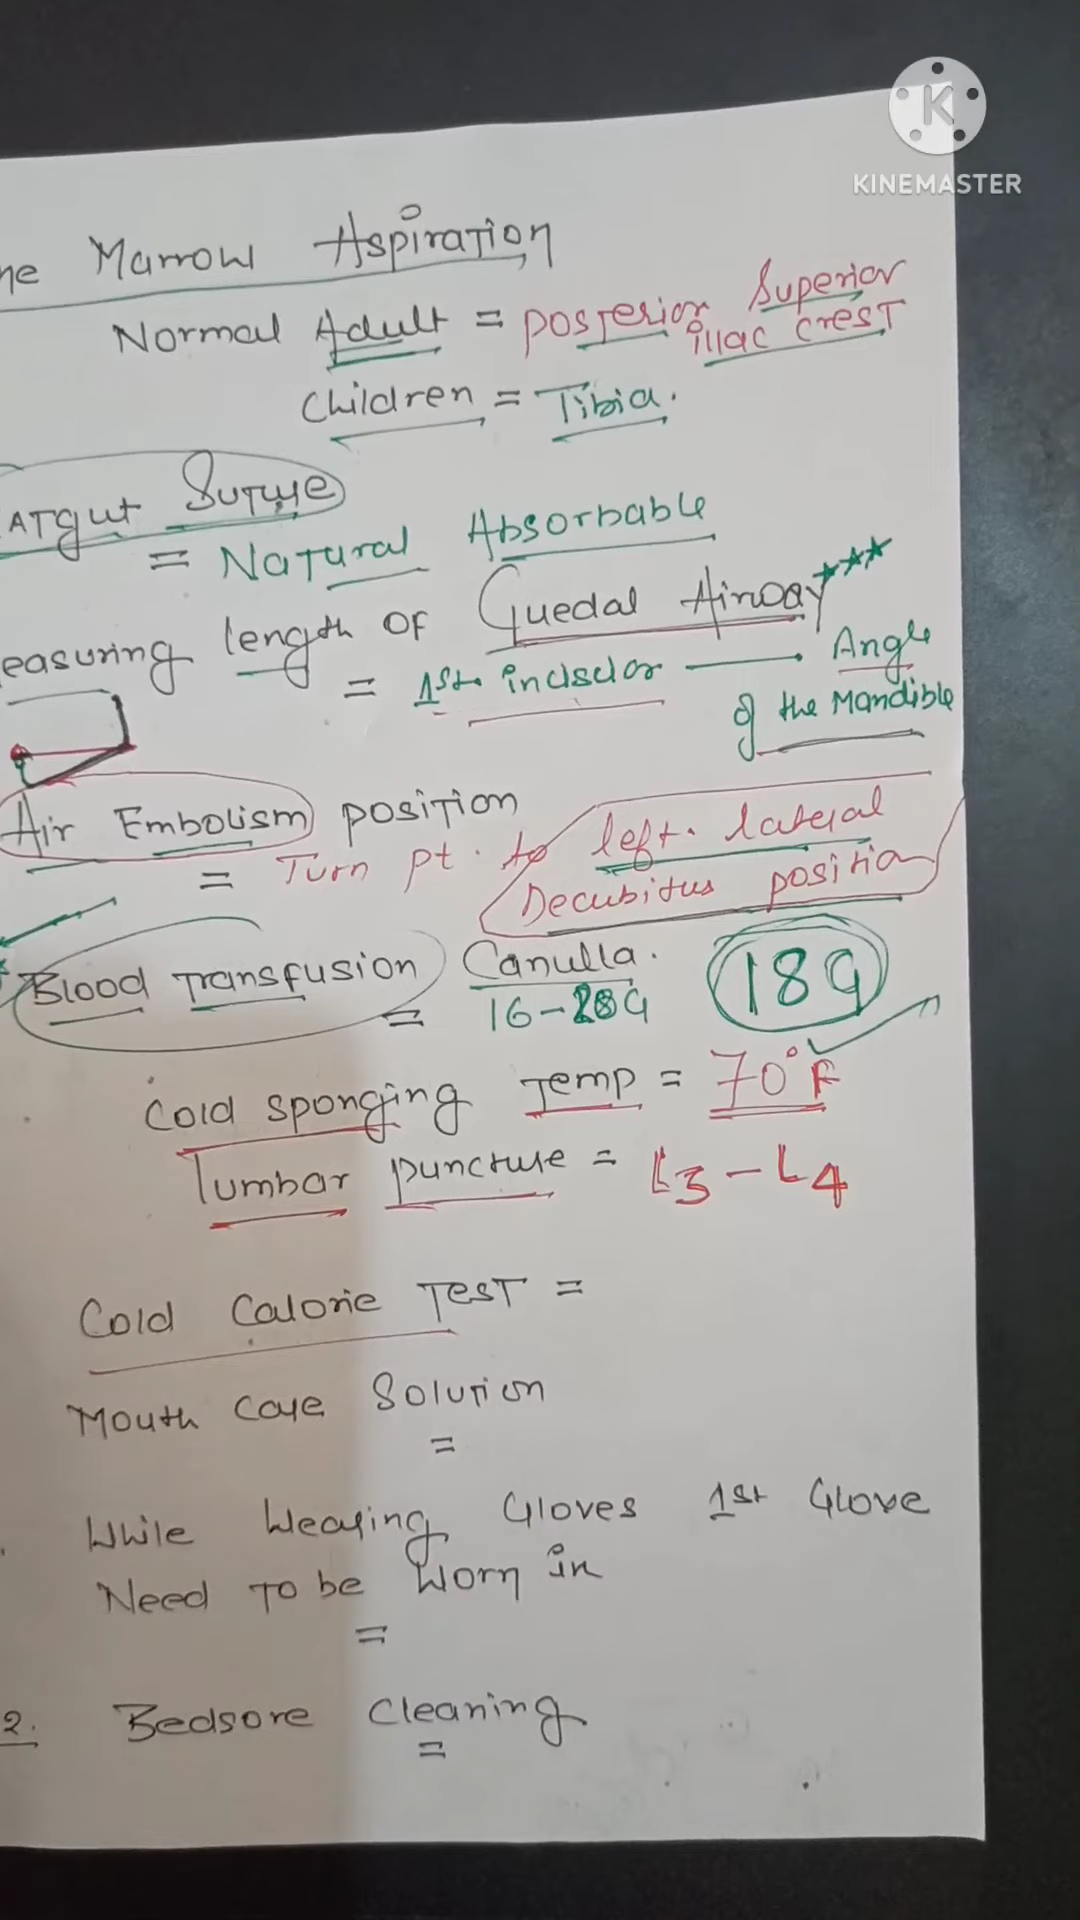 K
KINEMASTER
ne Marrow Aspiration
Normal Adult = Posterior Superior
illac crest
Children = Tibia.
ATgut Suture
= Natural Absorbable
easuring length of Guedal Airway***
= 1st incisior — Angle
of the Mandible
Air Embolism position
= Turn pt. to left. lateral
Decubitus position
Blood Transfusion Canulla.
= 16-18G 18G
Cold sponging Temp = 70°F
Lumbar puncture = L3-L4
Cold Calorie Test =
Mouth care Solution
=
While Wearing Gloves 1st Glove
Need To be Worn in
=
2. Bedsore Cleaning
=